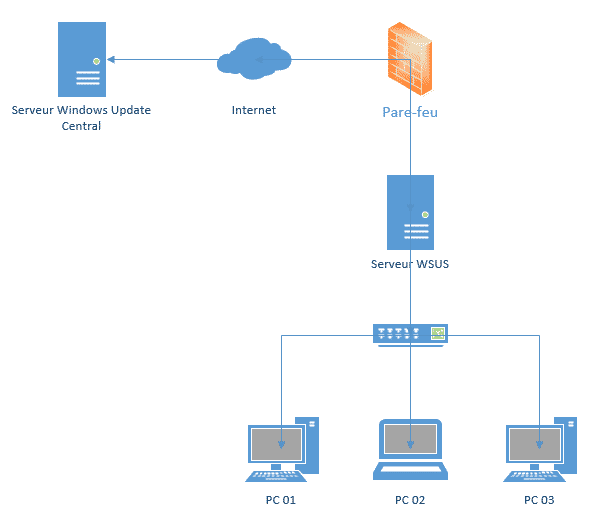 Serveur Windows Update
Central
Internet
Pare-feu
Serveur WSUS
PC 01
PC 02
PC 03